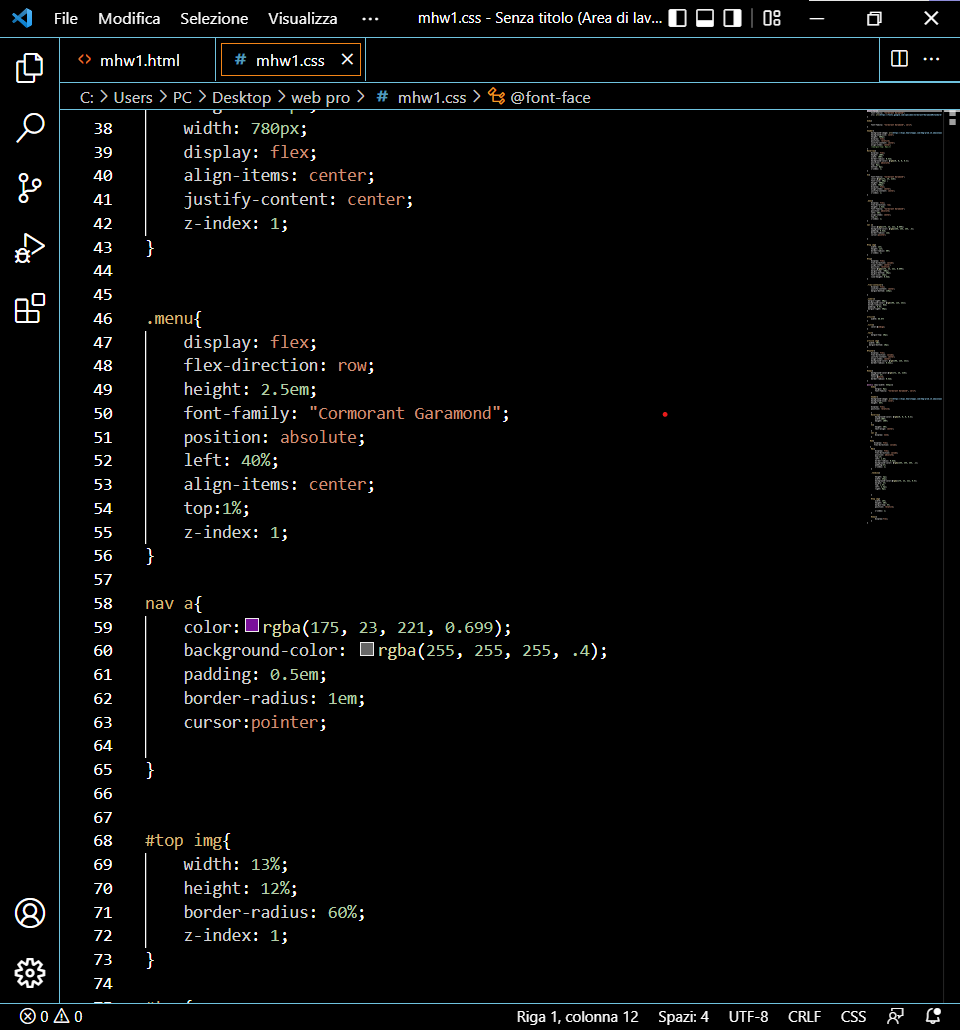 File Modifica Selezione Visualizza ··· mhw1.css - Senza titolo (Area di lav...
<> mhw1.html # mhw1.css ×
C: > Users > PC > Desktop > web pro > # mhw1.css > @font-face
38 width: 780px;
39 display: flex;
40 align-items: center;
41 justify-content: center;
42 z-index: 1;
43 }
44
45
46 .menu{
47 display: flex;
48 flex-direction: row;
49 height: 2.5em;
50 font-family: "Cormorant Garamond";
51 position: absolute;
52 left: 40%;
53 align-items: center;
54 top:1%;
55 z-index: 1;
56 }
57
58 nav a{
59 color: rgba(175, 23, 221, 0.699);
60 background-color: rgba(255, 255, 255, .4);
61 padding: 0.5em;
62 border-radius: 1em;
63 cursor:pointer;
64
65 }
66
67
68 #top img{
69 width: 13%;
70 height: 12%;
71 border-radius: 60%;
72 z-index: 1;
73 }
74
0 0 Riga 1, colonna 12 Spazi: 4 UTF-8 CRLF CSS